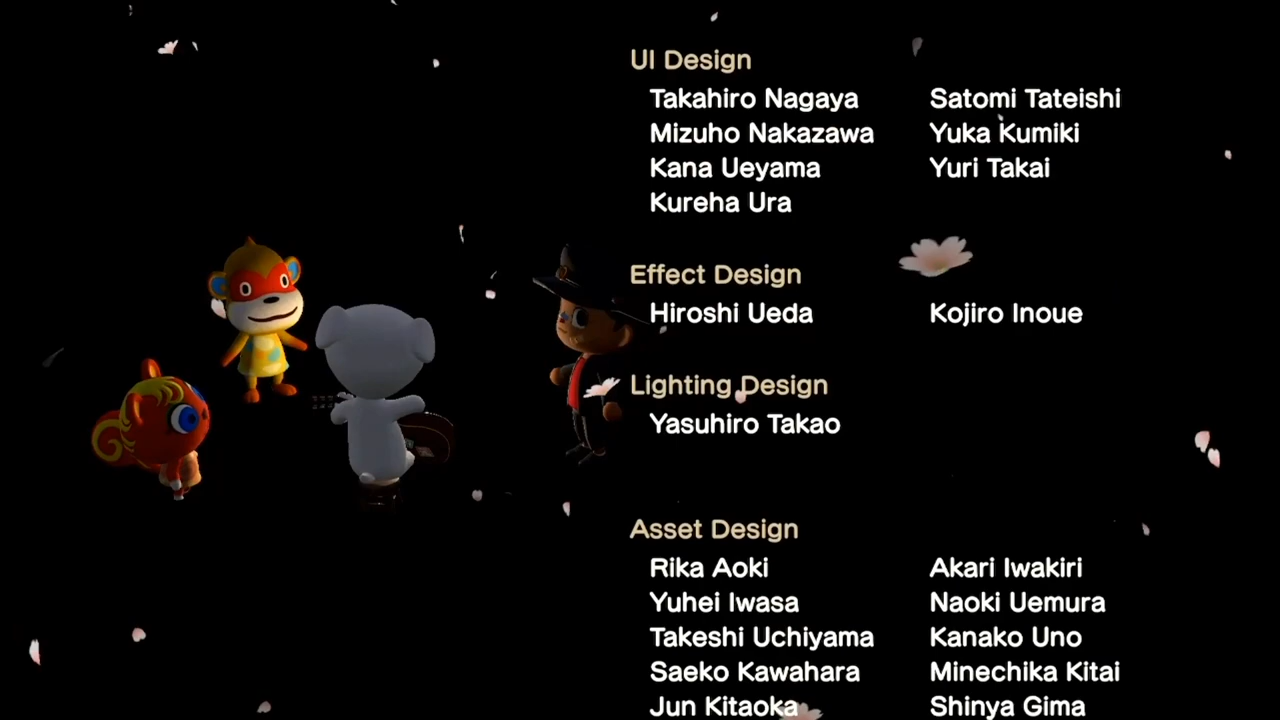 UI Design
Takahiro Nagaya Satomi Tateishi
Mizuho Nakazawa Yuka Kumiki
Kana Ueyama Yuri Takai
Kureha Ura
Effect Design
Hiroshi Ueda Kojiro Inoue
Lighting Design
Yasuhiro Takao
Asset Design
Rika Aoki Akari Iwakiri
Yuhei Iwasa Naoki Uemura
Takeshi Uchiyama Kanako Uno
Saeko Kawahara Minechika Kitai
Jun Kitaoka Shinya Gima